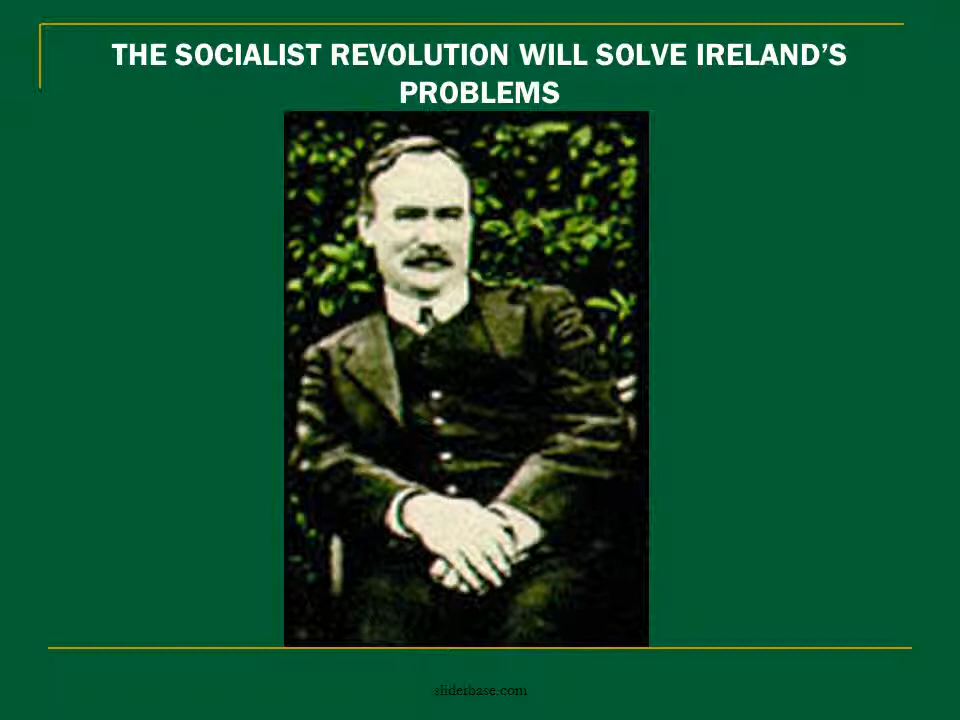 THE SOCIALIST REVOLUTION WILL SOLVE IRELAND’S
PROBLEMS
sliderbase.com